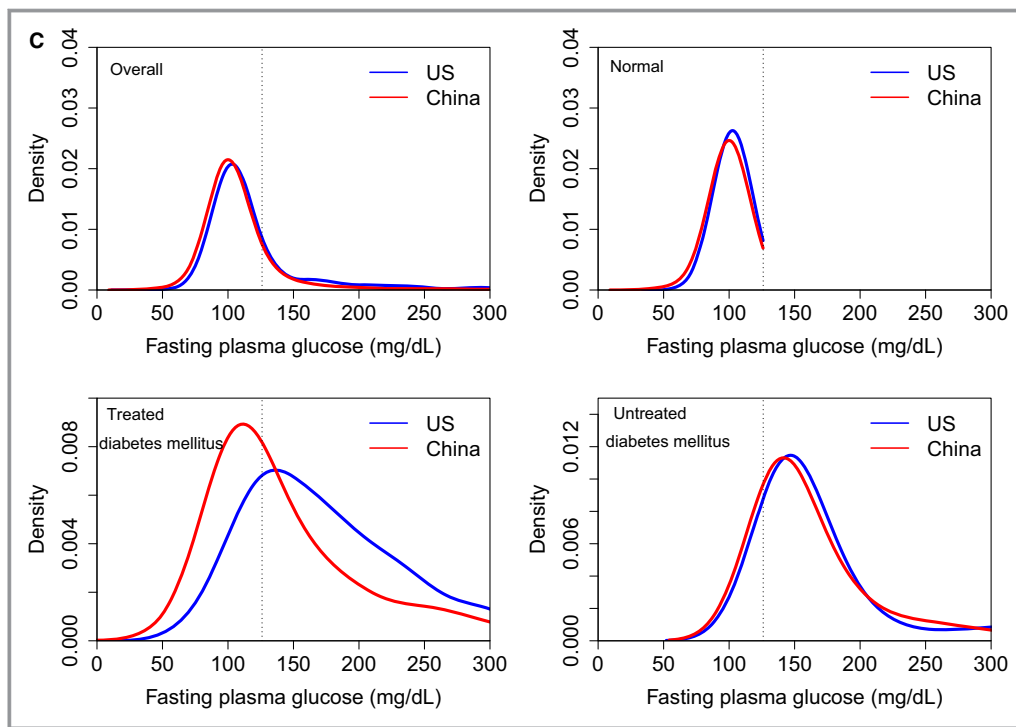 C
0.04
0.03
0.02
0.01
0.00
Density
Overall
US
China
0 50 100 150 200 250 300
Fasting plasma glucose (mg/dL)
0.04
0.03
0.02
0.01
0.00
Density
Normal
US
China
0 50 100 150 200 250 300
Fasting plasma glucose (mg/dL)
0.008
0.004
0.000
Density
Treated
diabetes mellitus
US
China
0 50 100 150 200 250 300
Fasting plasma glucose (mg/dL)
0.012
0.006
0.000
Density
Untreated
diabetes mellitus
US
China
0 50 100 150 200 250 300
Fasting plasma glucose (mg/dL)